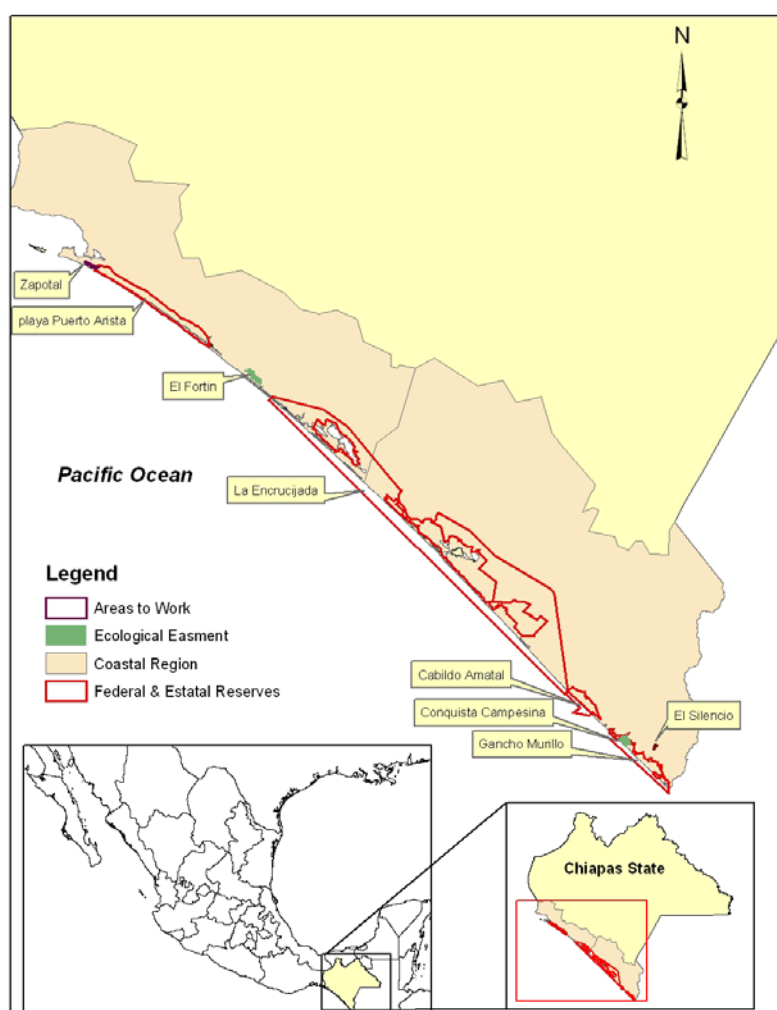 N
Zapotal
playa Puerto Arista
El Fortin
Pacific Ocean
La Encrucijada
Legend
Areas to Work
Ecological Easment
Coastal Region
Federal & Estatal Reserves
Cabildo Amatal
Conquista Campesina
El Silencio
Gancho Murillo
Chiapas State